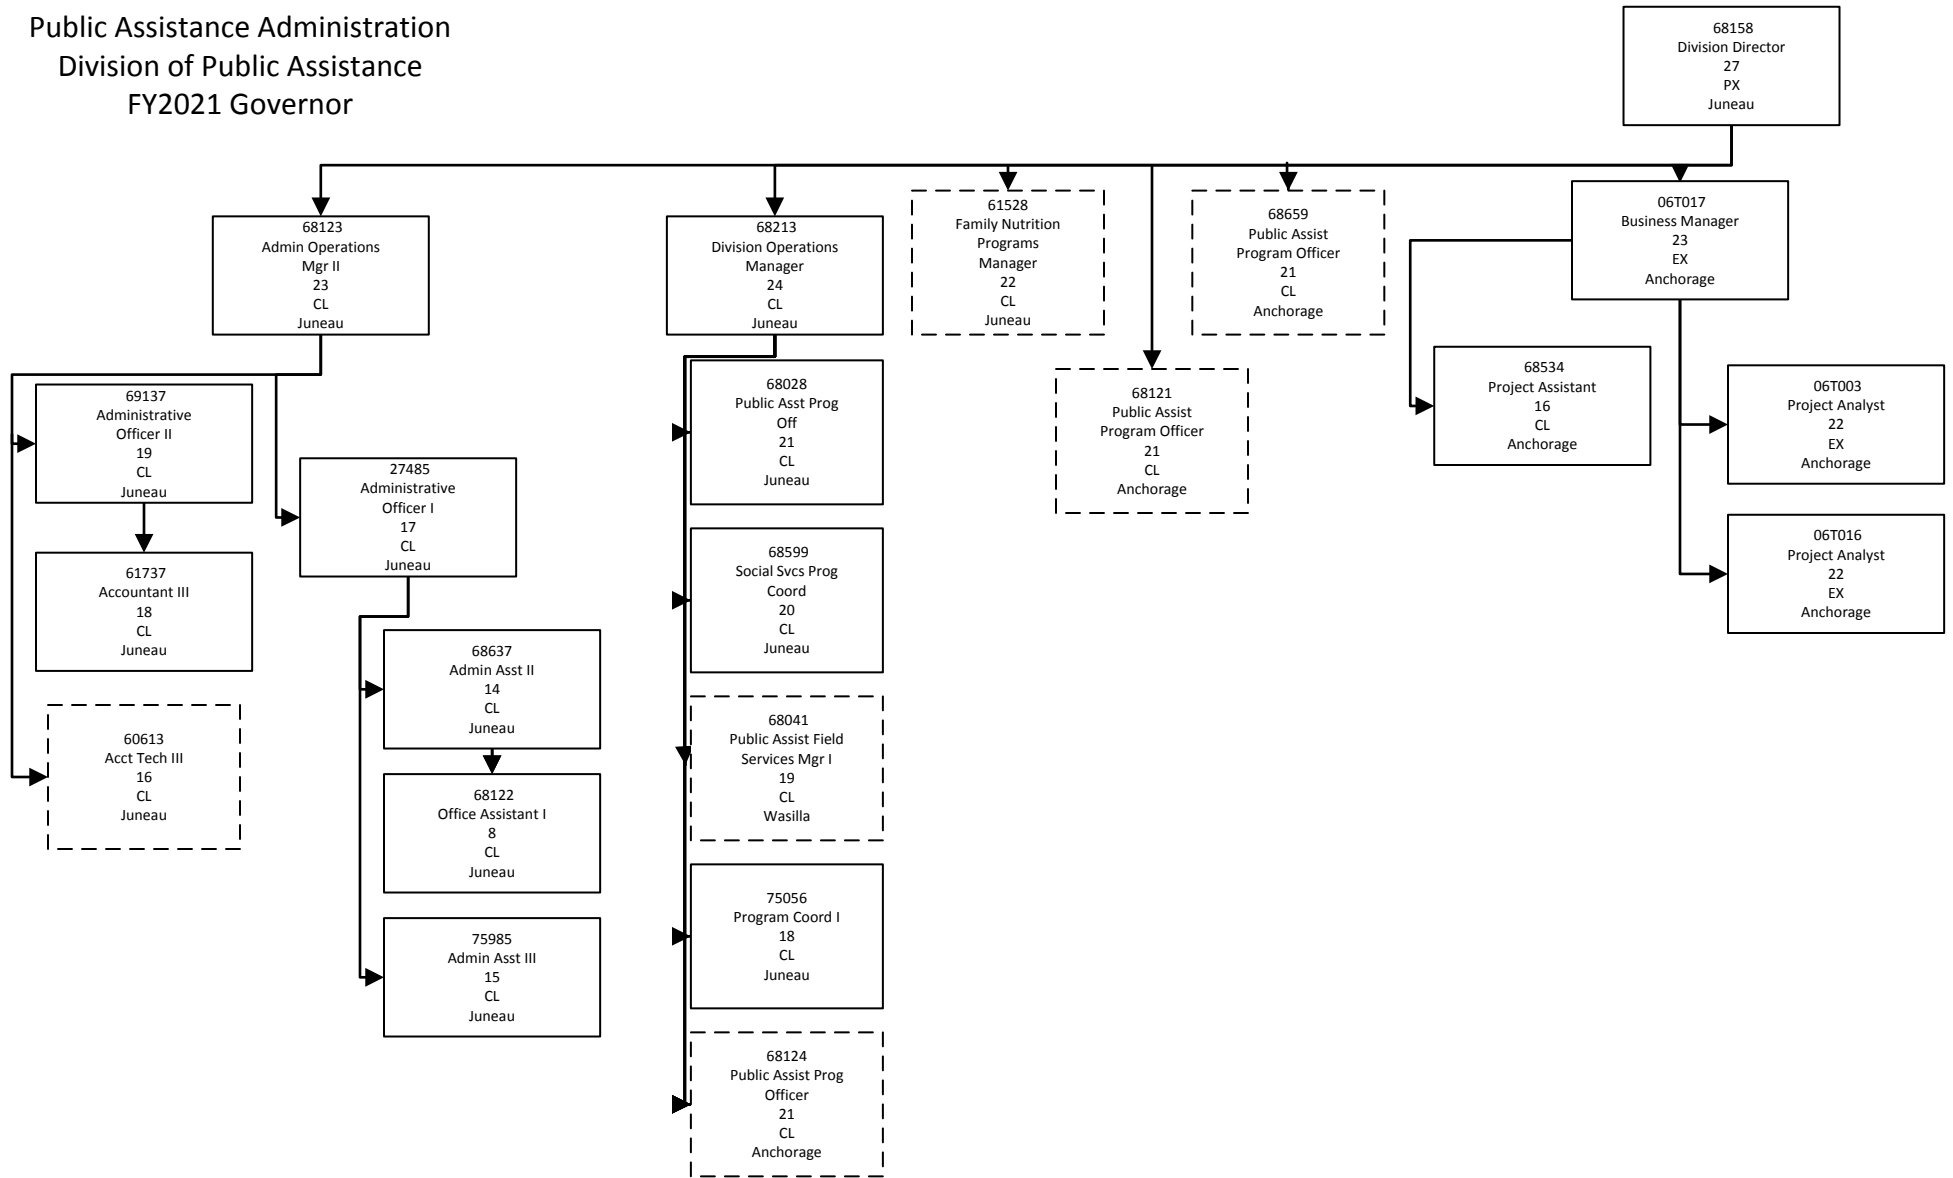 Public Assistance Administration
Division of Public Assistance
FY2021 Governor
68158
Division Director
27
PX
Juneau
68123
Admin Operations
Mgr II
23
CL
Juneau
68213
Division Operations
Manager
24
CL
Juneau
61528
Family Nutrition
Programs
Manager
22
CL
Juneau
68659
Public Assist
Program Officer
21
CL
Anchorage
06T017
Business Manager
23
EX
Anchorage
69137
Administrative
Officer II
19
CL
Juneau
27485
Administrative
Officer I
17
CL
Juneau
68028
Public Asst Prog
Off
21
CL
Juneau
68121
Public Assist
Program Officer
21
CL
Anchorage
68534
Project Assistant
16
CL
Anchorage
06T003
Project Analyst
22
EX
Anchorage
61737
Accountant III
18
CL
Juneau
68599
Social Svcs Prog
Coord
20
CL
Juneau
06T016
Project Analyst
22
EX
Anchorage
68637
Admin Asst II
14
CL
Juneau
60613
Acct Tech III
16
CL
Juneau
68041
Public Assist Field
Services Mgr I
19
CL
Wasilla
68122
Office Assistant I
8
CL
Juneau
75056
Program Coord I
18
CL
Juneau
75985
Admin Asst III
15
CL
Juneau
68124
Public Assist Prog
Officer
21
CL
Anchorage